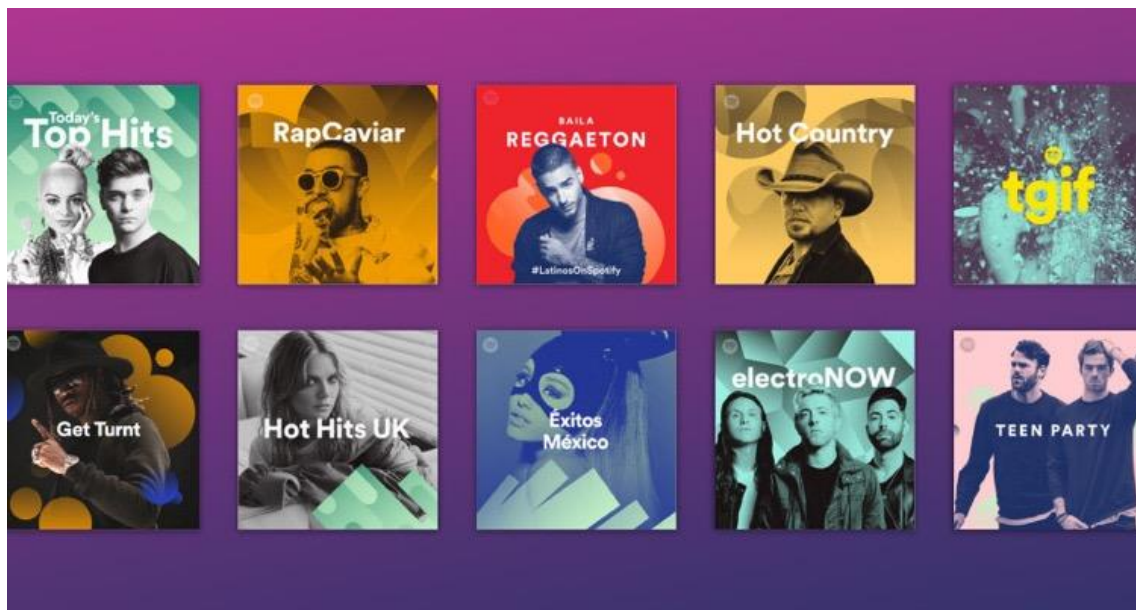 Today's
Top Hits
RapCaviar
BAILA
REGGAETON
#LatinosOnSpotify
Hot Country
tgif
Get Turnt
Hot Hits UK
Éxitos
México
electroNOW
TEEN PARTY